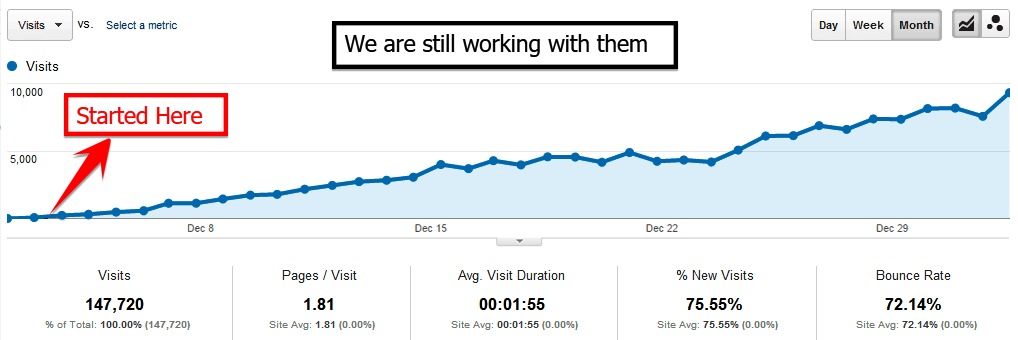 Visits vs. Select a metric
We are still working with them
Day Week Month
Visits
10,000
Started Here
5,000
Dec 8 Dec 15 Dec 22 Dec 29
Visits Pages / Visit Avg. Visit Duration % New Visits Bounce Rate
147,720 1.81 00:01:55 75.55% 72.14%
% of Total: 100.00% (147,720) Site Avg: 1.81 (0.00%) Site Avg: 00:01:55 (0.00%) Site Avg: 75.55% (0.00%) Site Avg: 72.14% (0.00%)